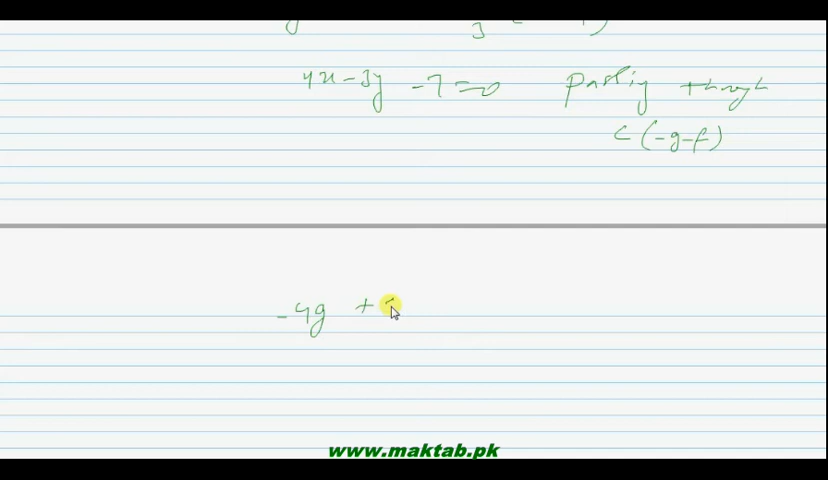 4x - 3y - 7 = 0 passing through
C (-g -f)
-4g +
www.maktab.pk